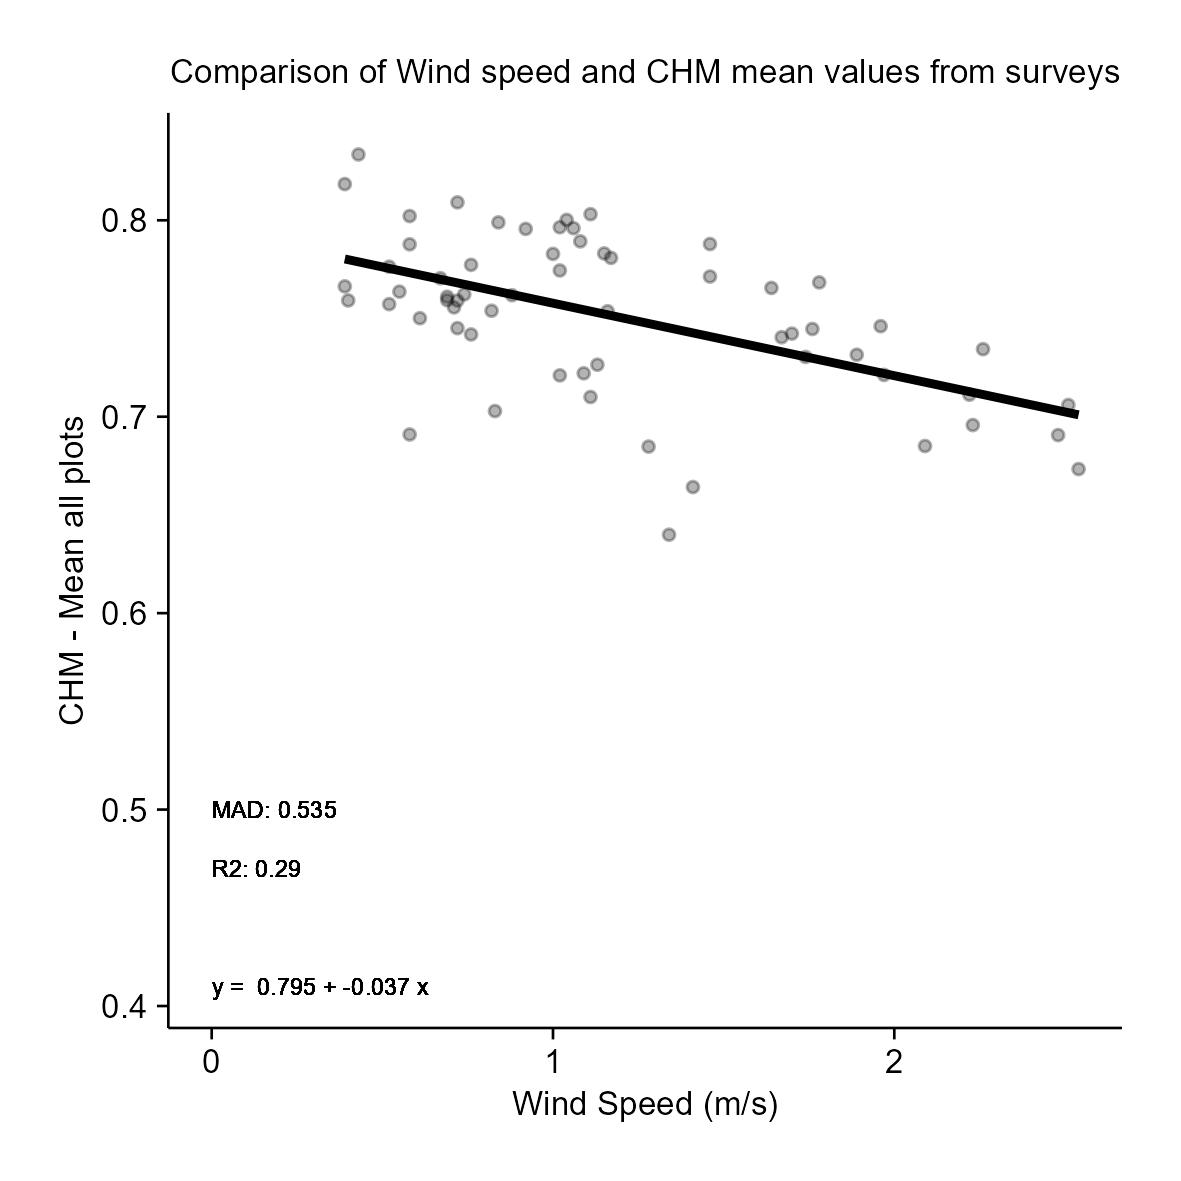 Comparison of Wind speed and CHM mean values from surveys
CHM - Mean all plots
0.8
0.7
0.6
0.5
0.4
MAD: 0.535
R2: 0.29
y =  0.795 + -0.037 x
0
1
2
Wind Speed (m/s)